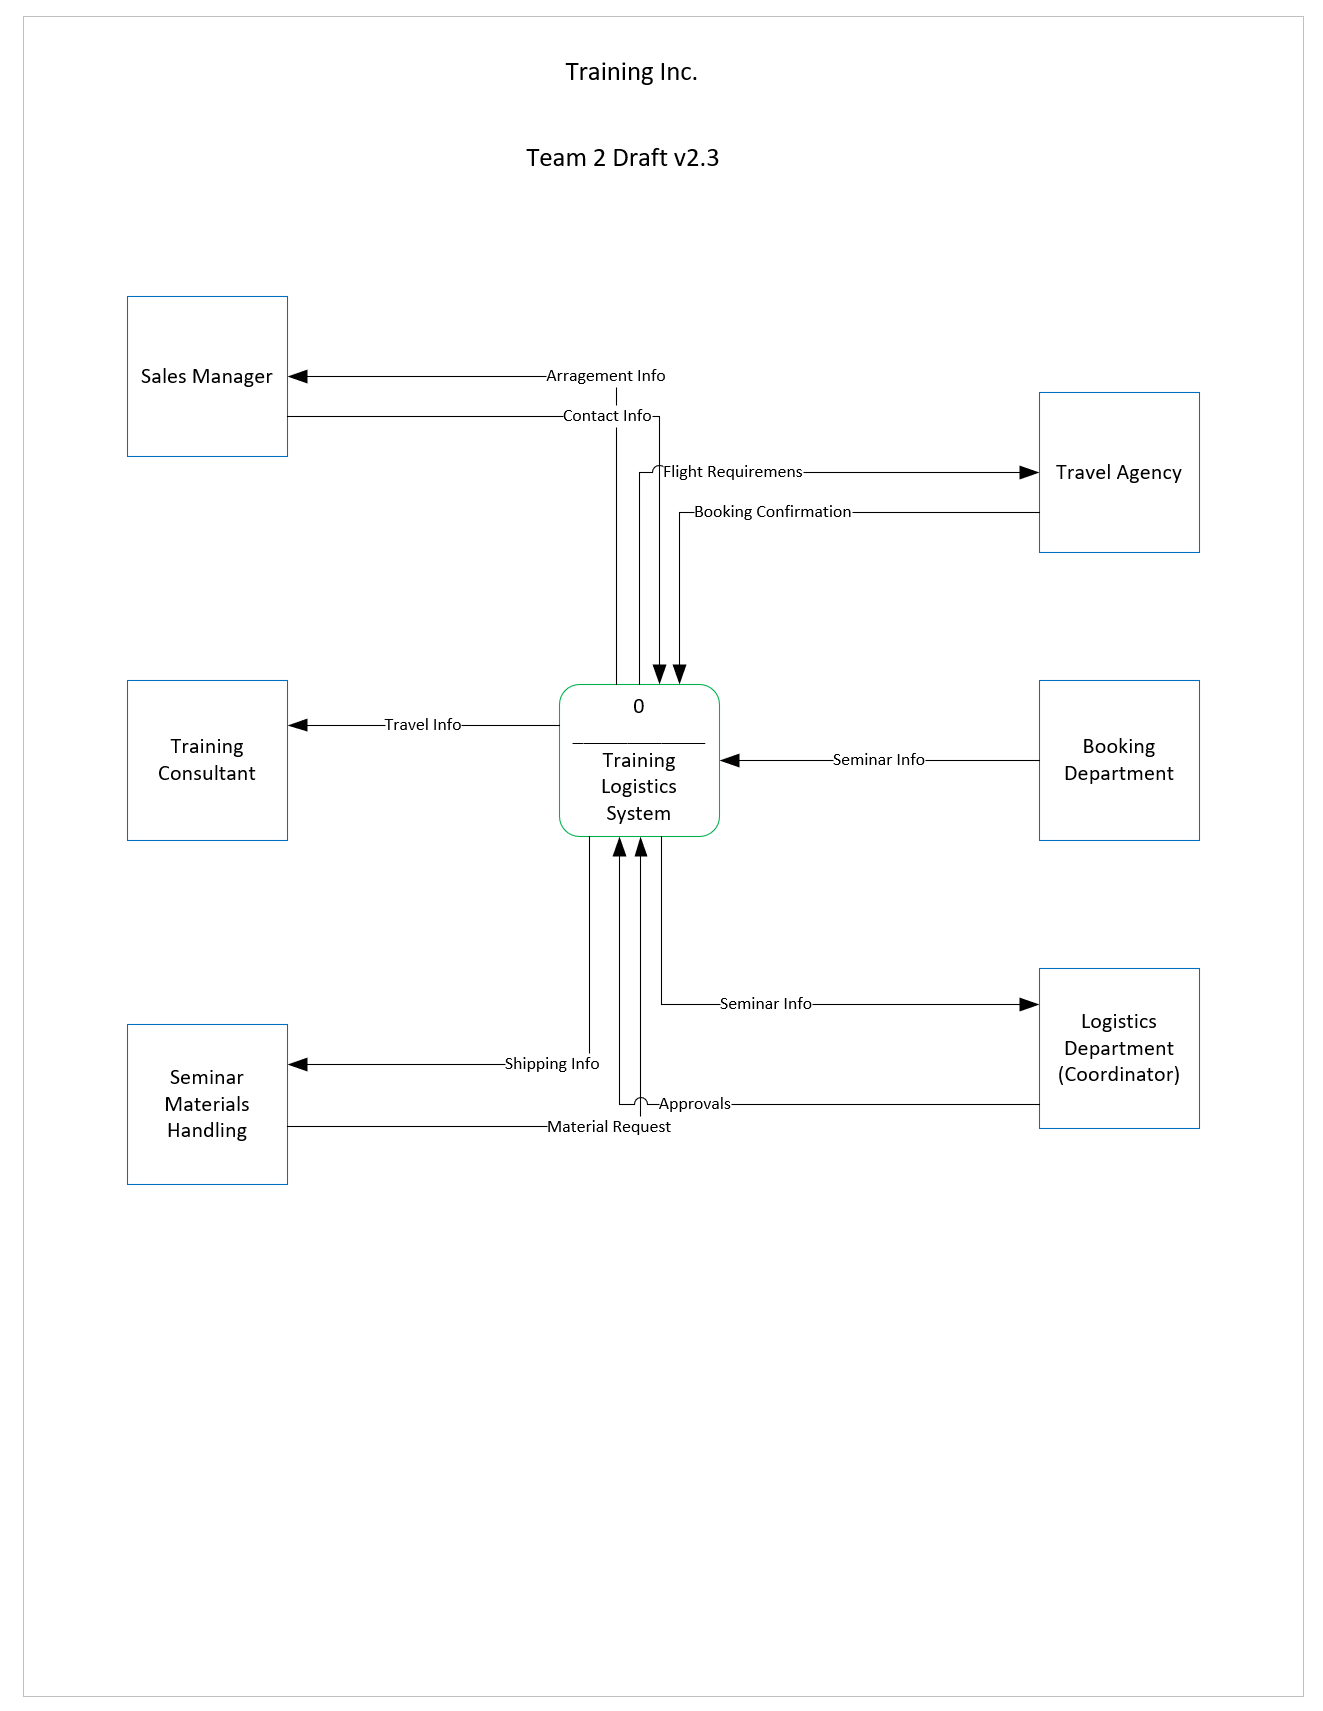 Training Inc.
Team 2 Draft v2.3
Sales Manager
Arragement Info
Contact Info
Flight Requiremens
Travel Agency
Booking Confirmation
0
Training
Logistics
System
Travel Info
Training
Consultant
Seminar Info
Booking
Department
Seminar Info
Logistics
Department
(Coordinator)
Shipping Info
Seminar
Materials
Handling
Approvals
Material Request